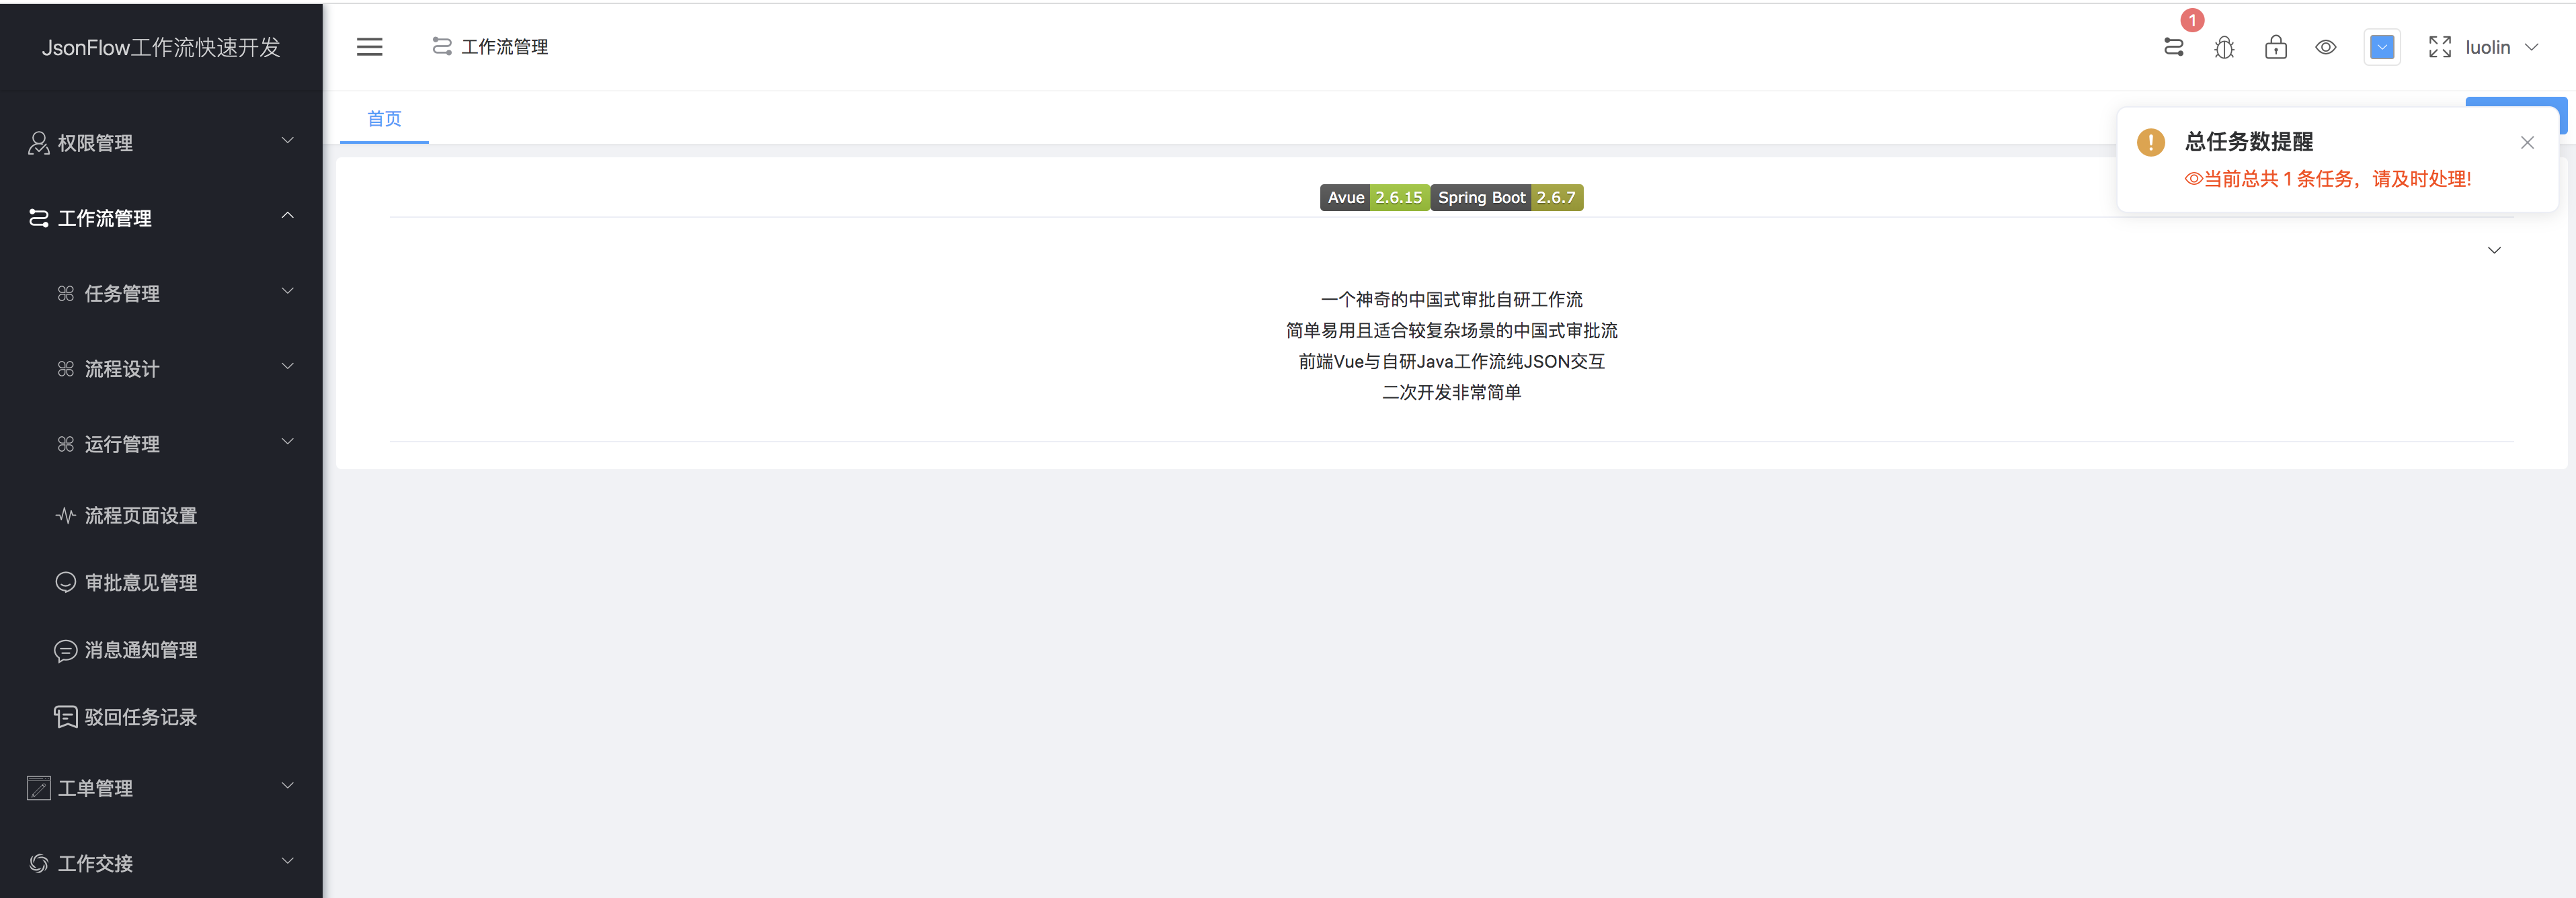 JsonFlow工作流快速开发
权限管理
工作流管理
任务管理
流程设计
运行管理
流程页面设置
审批意见管理
消息通知管理
驳回任务记录
工单管理
工作交接
工作流管理
1
luolin
首页
总任务数提醒
当前总共 1 条任务，请及时处理!
Avue 2.6.15 Spring Boot 2.6.7
一个神奇的中国式审批自研工作流
简单易用且适合较复杂场景的中国式审批流
前端Vue与自研Java工作流纯JSON交互
二次开发非常简单